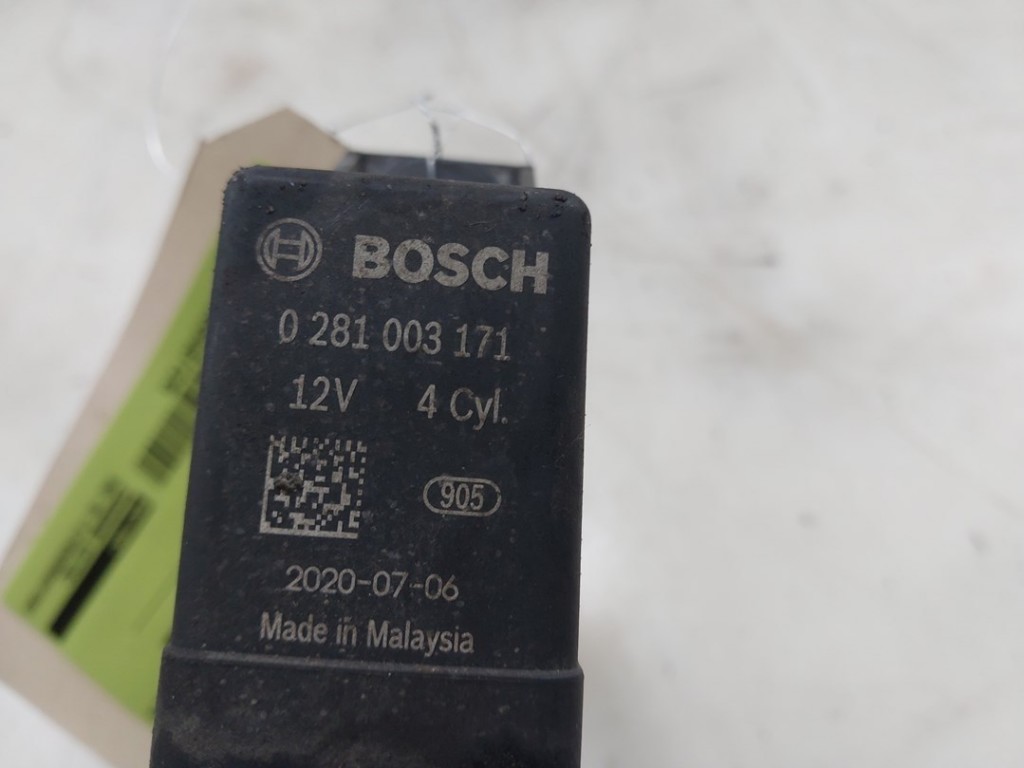 BOSCH
0 281 003 171
12V 4 Cyl.
905
2020-07-06
Made in Malaysia